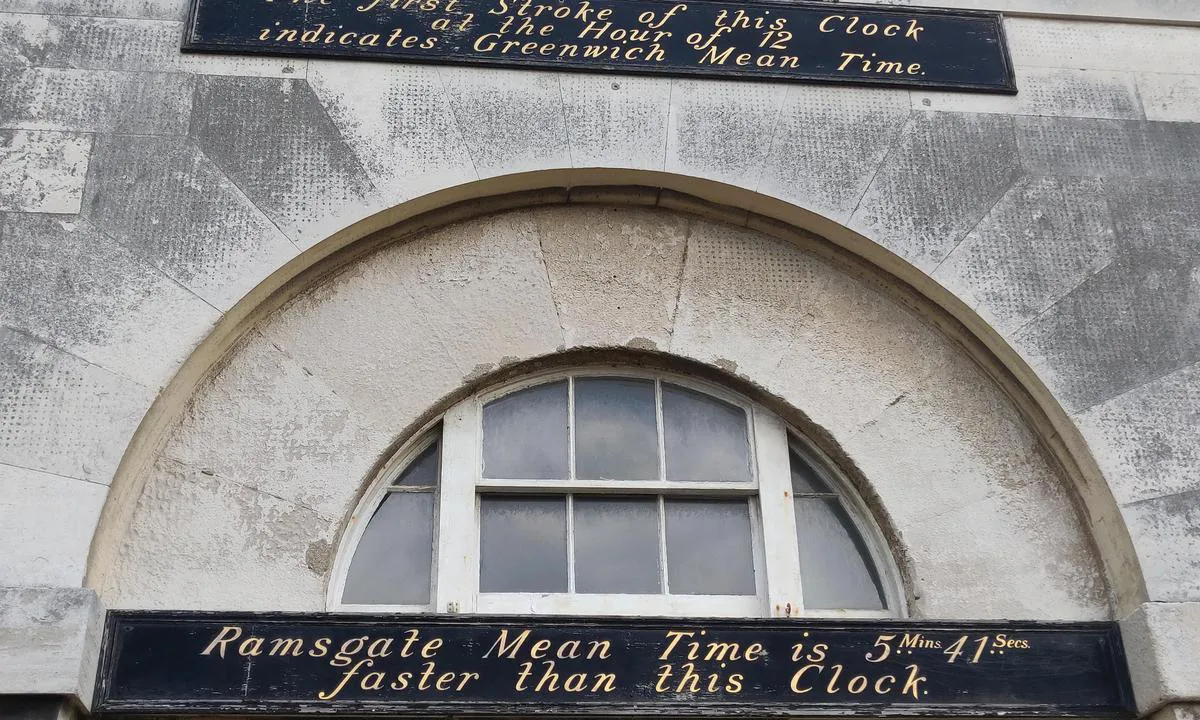 The first Stroke of this Clock
at the Hour of 12
indicates Greenwich Mean Time.
Ramsgate Mean Time is 5.Mins 41.Secs.
faster than this Clock.